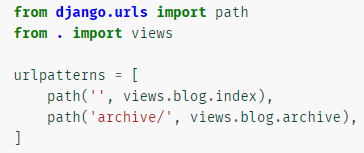 from django.urls import path
from . import views

urlpatterns = [
    path('', views.blog.index),
    path('archive/', views.blog.archive),
]